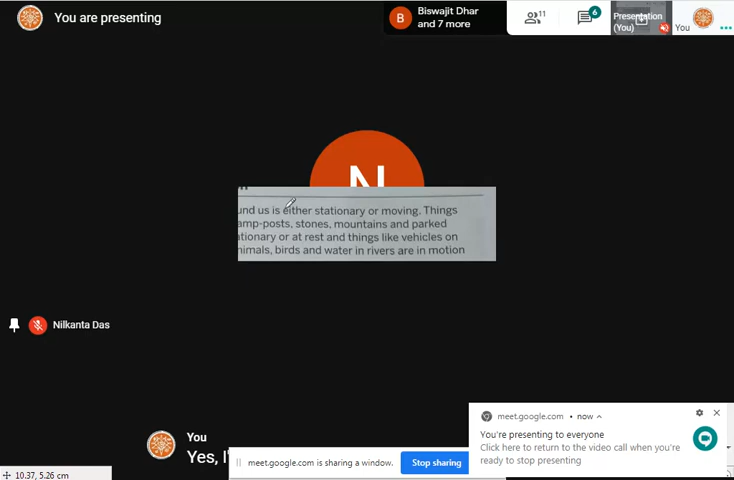 You are presenting
B
Biswajit Dhar
and 7 more
11
6
Presentation
(You)
You
N
und us is either stationary or moving. Things
amp-posts, stones, mountains and parked
ationary or at rest and things like vehicles on
nimals, birds and water in rivers are in motion
Nilkanta Das
You
Yes, I'
meet.google.com is sharing a window.
Stop sharing
meet.google.com • now
You're presenting to everyone
Click here to return to the video call when you're
ready to stop presenting
10.37, 5.26 cm